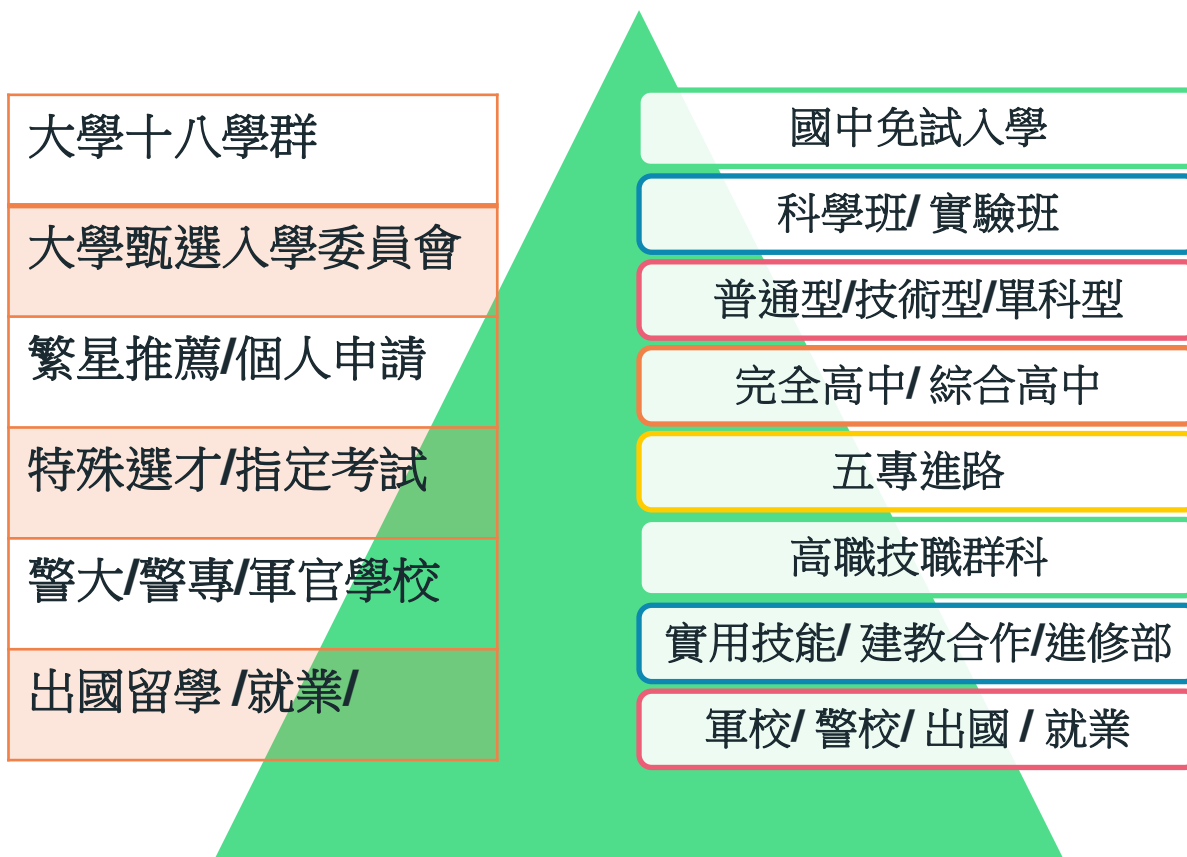 大學十八學群
大學甄選入學委員會
繁星推薦/個人申請
特殊選才/指定考試
警大/警專/軍官學校
出國留學 /就業/
國中免試入學
科學班/ 實驗班
普通型/技術型/單科型
完全高中/ 綜合高中
五專進路
高職技職群科
實用技能/ 建教合作/進修部
軍校/ 警校/ 出國 / 就業